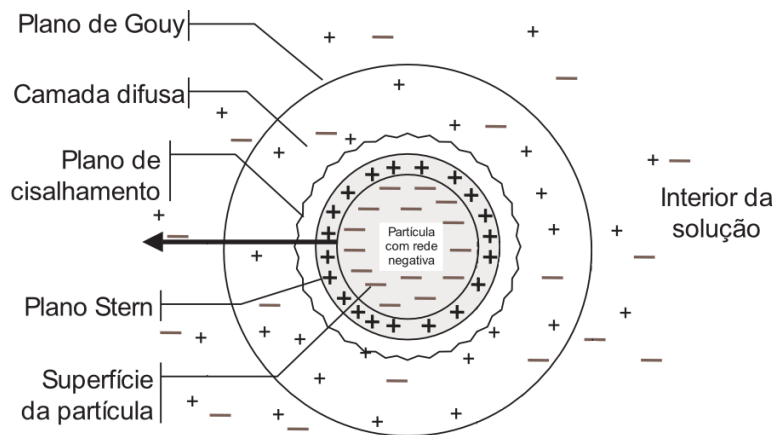 Plano de Gouy
Camada difusa
Plano de
cisalhamento
Plano Stern
Superfície
da partícula
Partícula
com rede
negativa
Interior da
solução